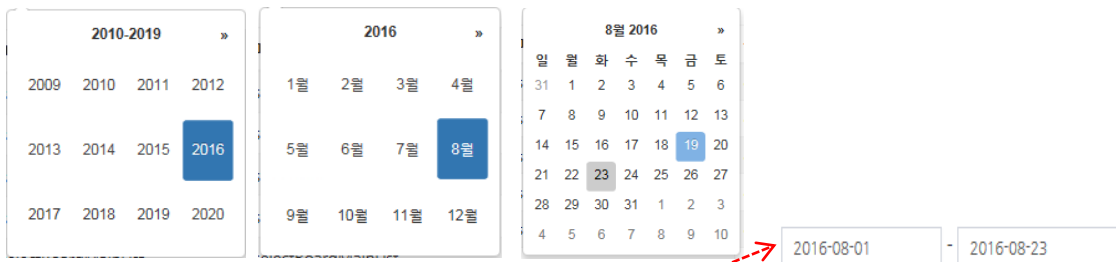 2010-2019 »
2009 2010 2011 2012
2013 2014 2015 2016
2017 2018 2019 2020
2016 »
1월 2월 3월 4월
5월 6월 7월 8월
9월 10월 11월 12월
8월 2016 »
일 월 화 수 목 금 토
31 1 2 3 4 5 6
7 8 9 10 11 12 13
14 15 16 17 18 19 20
21 22 23 24 25 26 27
28 29 30 31 1 2 3
4 5 6 7 8 9 10
2016-08-01 - 2016-08-23